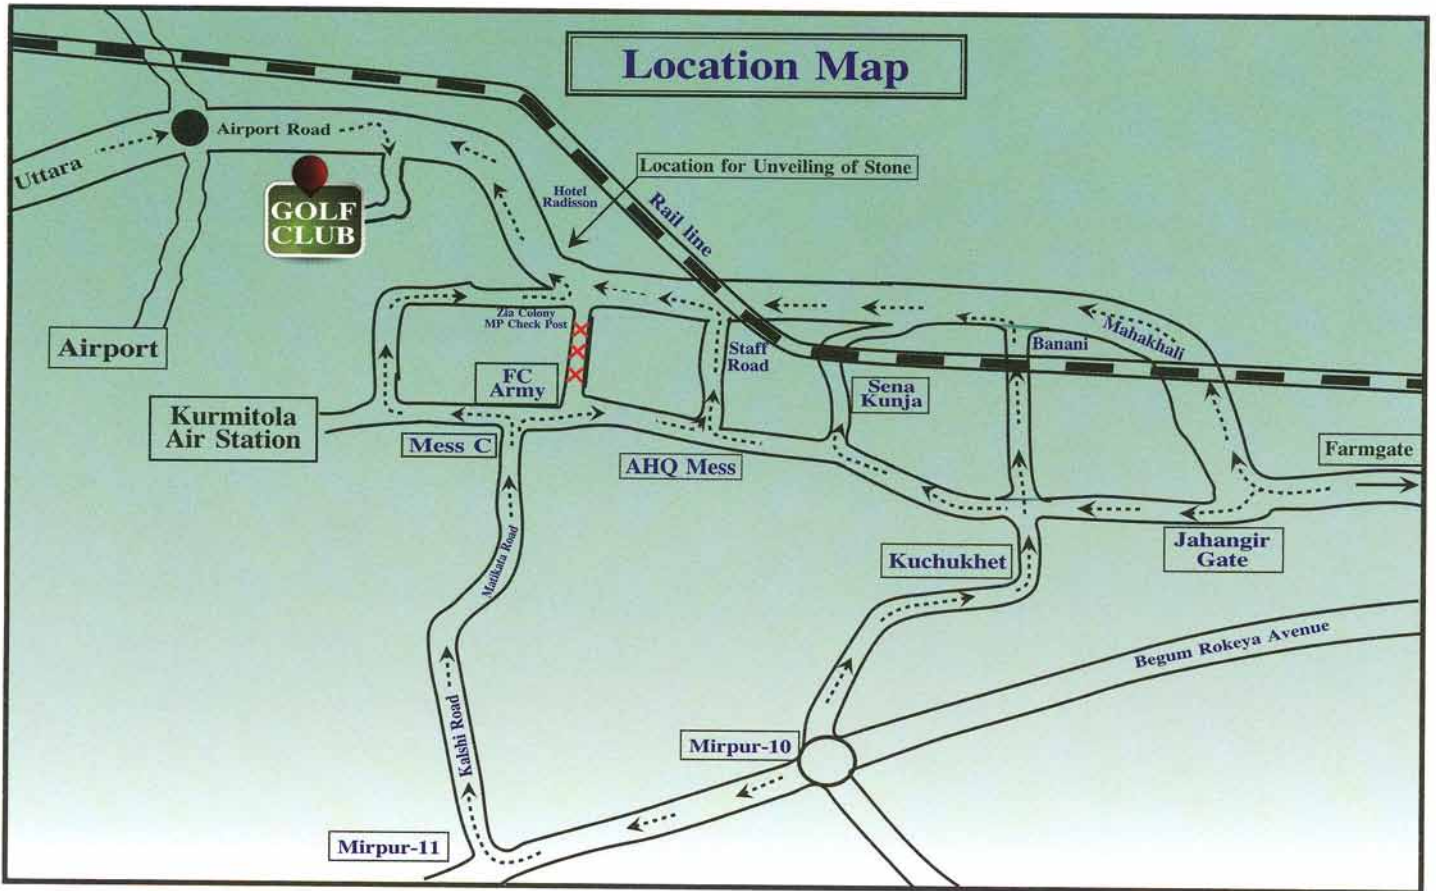 Location Map
Airport Road
Uttara
Location for Unveiling of Stone
Hotel
Radisson
GOLF
CLUB
Rail line
Zia Colony
MP Check Post
Airport
Staff
Road
Banani
Mahakhali
FC
Army
Sena
Kunja
Kurmitola
Air Station
Mess C
AHQ Mess
Farmgate
Matikata Road
Kuchukhet
Jahangir
Gate
Begum Rokeya Avenue
Kalshi Road
Mirpur-10
Mirpur-11